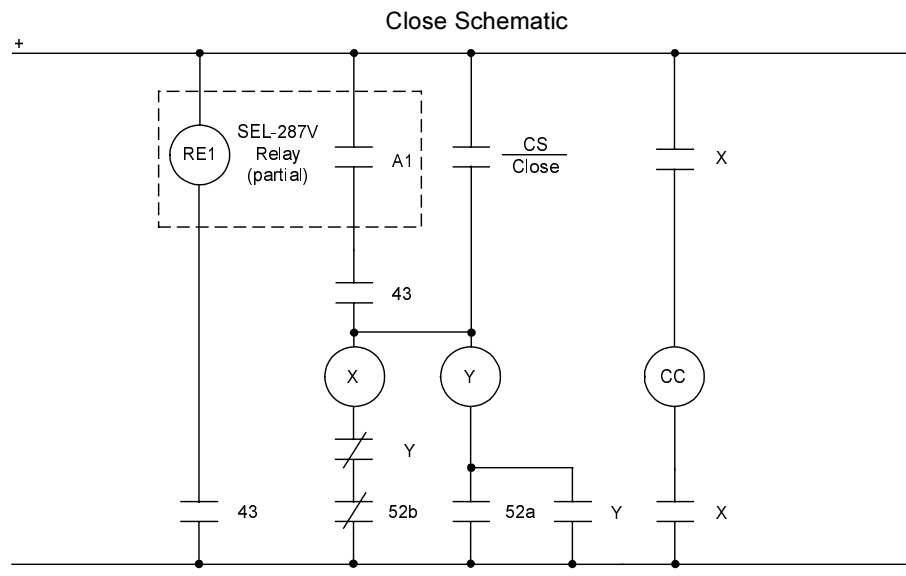 Close Schematic
+
RE1
SEL-287V
Relay
(partial)
A1
CS
Close
X
43
X
Y
CC
Y
43
52b
52a
Y
X